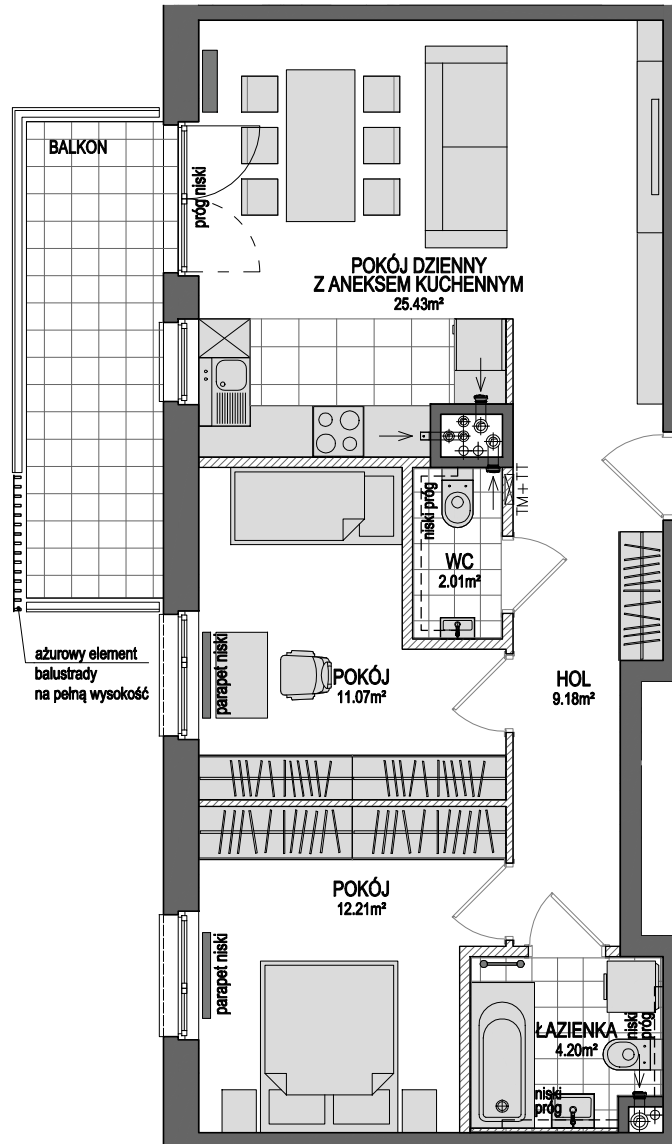 BALKON
próg niski
POKÓJ DZIENNY
Z ANEKSEM KUCHENNYM
25.43m²
niski próg
TM+TT
WC
2.01m²
ażurowy element
balustrady
na pełną wysokość
parapet niski
POKÓJ
11.07m²
HOL
9.18m²
POKÓJ
12.21m²
parapet niski
ŁAZIENKA
4.20m²
niski
próg
niski
próg